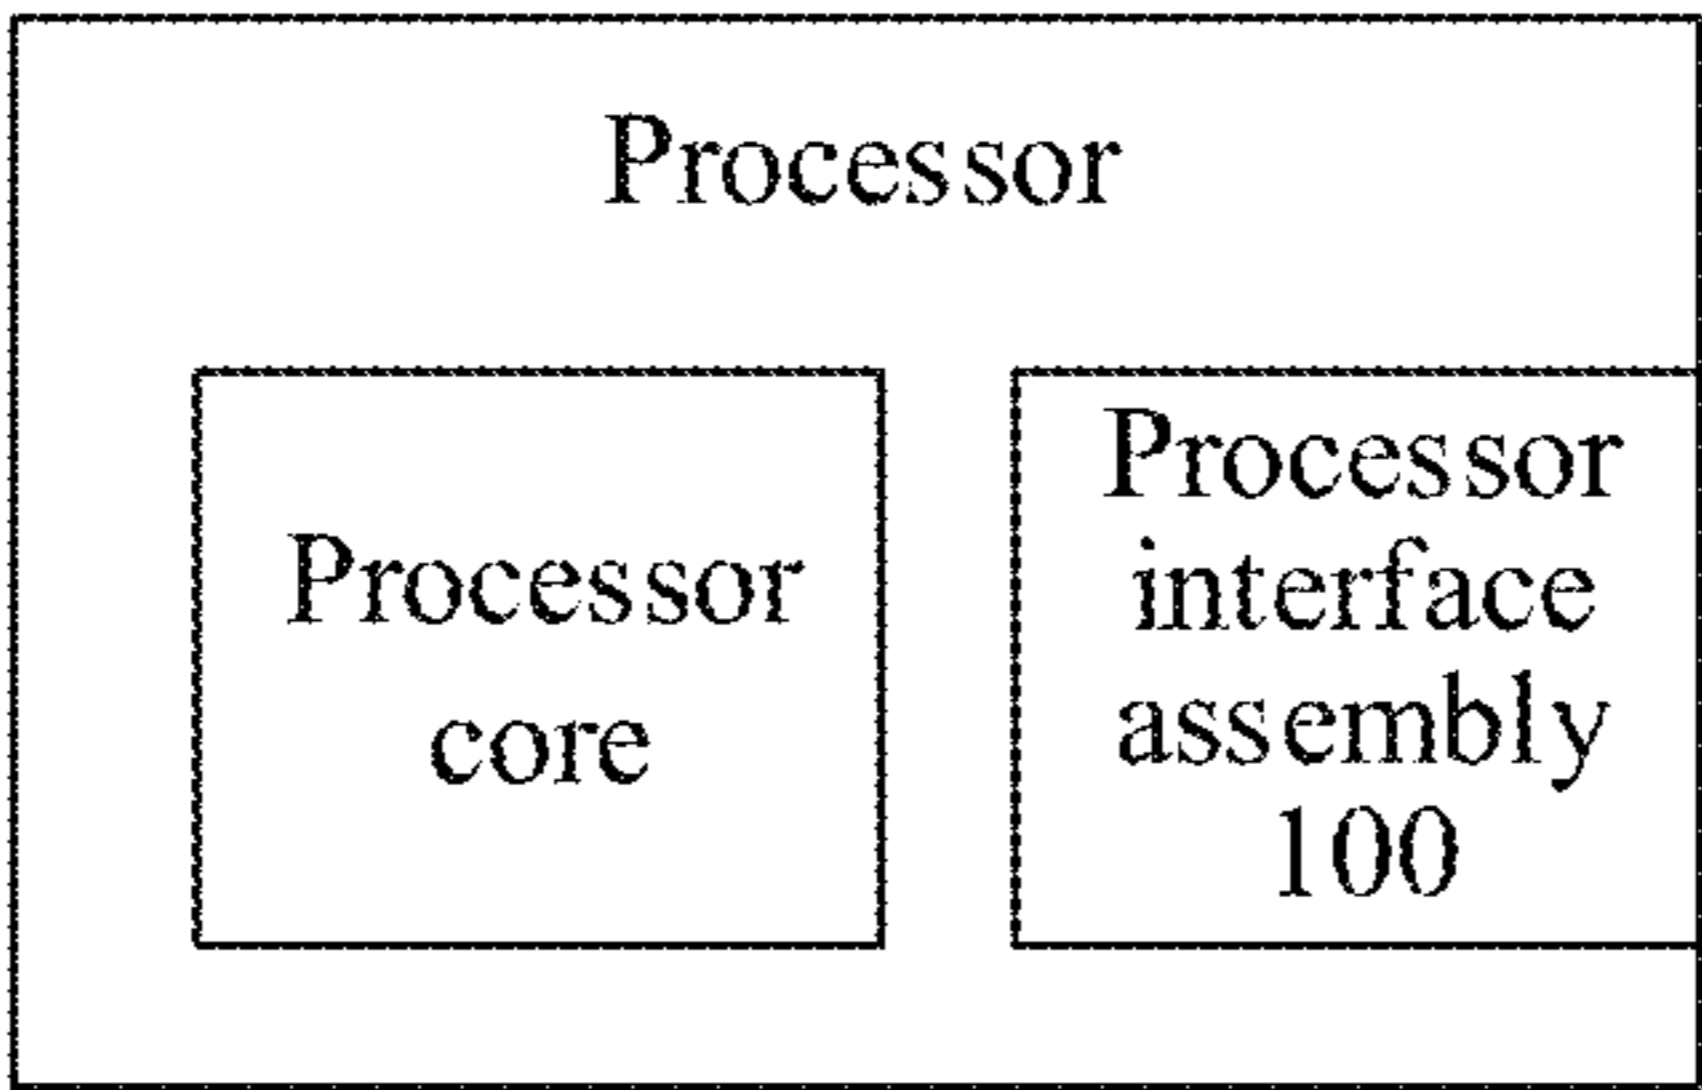 Processor
Processor
core
Processor
interface
assembly
100